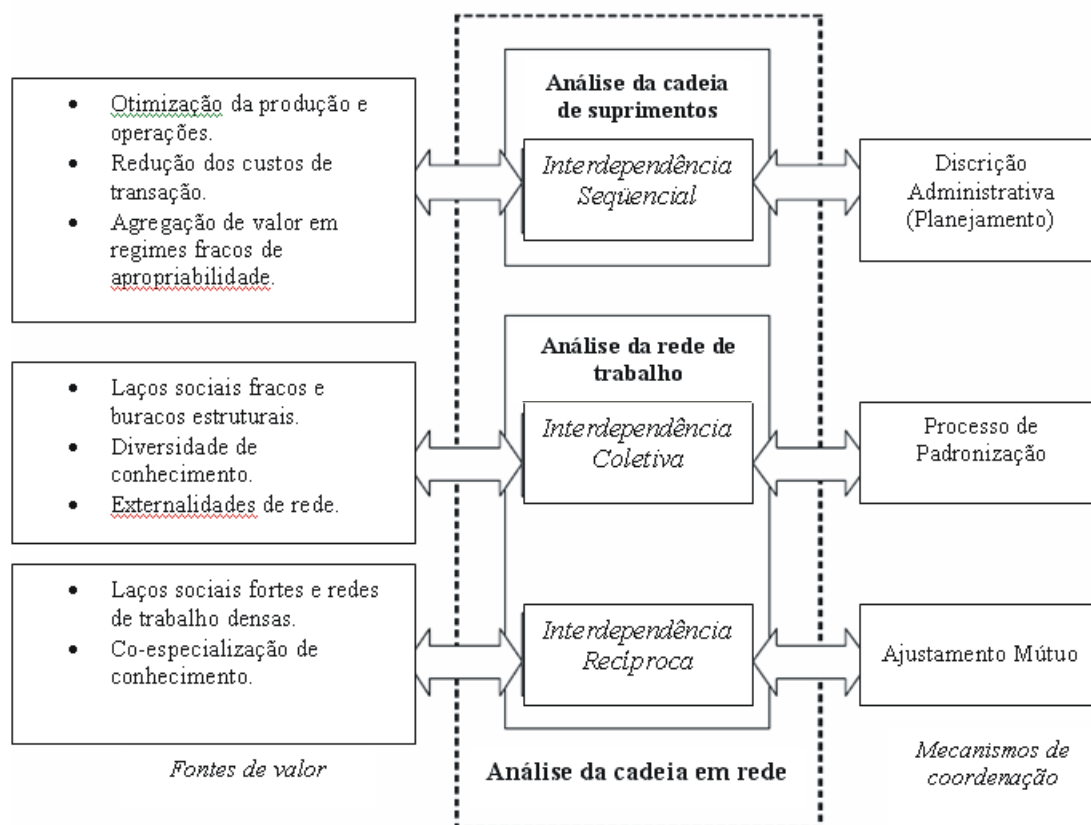 • Otimização da produção e
operações.
• Redução dos custos de
transação.
• Agregação de valor em
regimes fracos de
apropriabilidade.
Análise da cadeia
de suprimentos
Interdependência
Seqüencial
Discrição
Administrativa
(Planejamento)
• Laços sociais fracos e
buracos estruturais.
• Diversidade de
conhecimento.
• Externalidades de rede.
Análise da rede de
trabalho
Interdependência
Coletiva
Processo de
Padronização
• Laços sociais fortes e redes
de trabalho densas.
• Co-especialização de
conhecimento.
Interdependência
Recíproca
Ajustamento Mútuo
Fontes de valor
Análise da cadeia em rede
Mecanismos de
coordenação